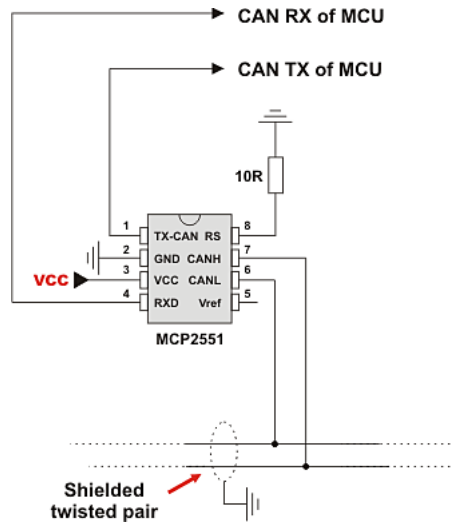 CAN RX of MCU
CAN TX of MCU
10R
1 TX-CAN RS 8
2 GND CANH 7
VCC 3 VCC CANL 6
4 RXD Vref 5
MCP2551
Shielded
twisted pair